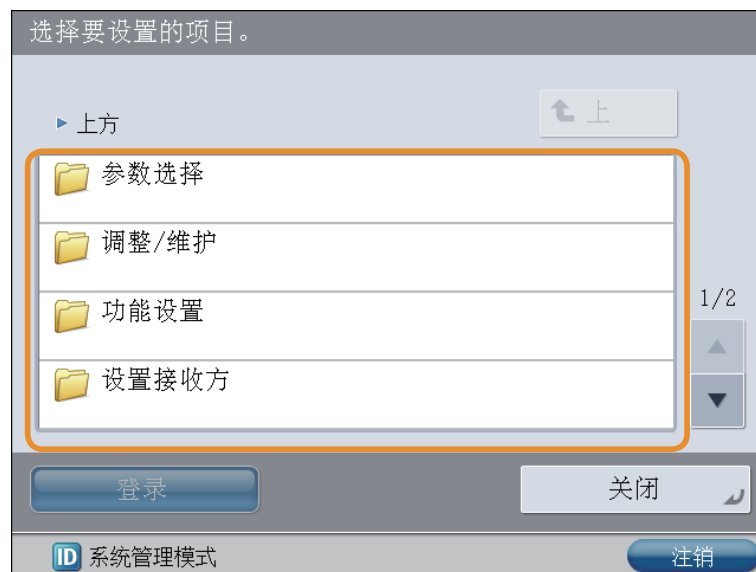 选择要设置的项目。
上方
上
参数选择
调整/维护
功能设置
设置接收方
1/2
登录
关闭
ID 系统管理模式
注销